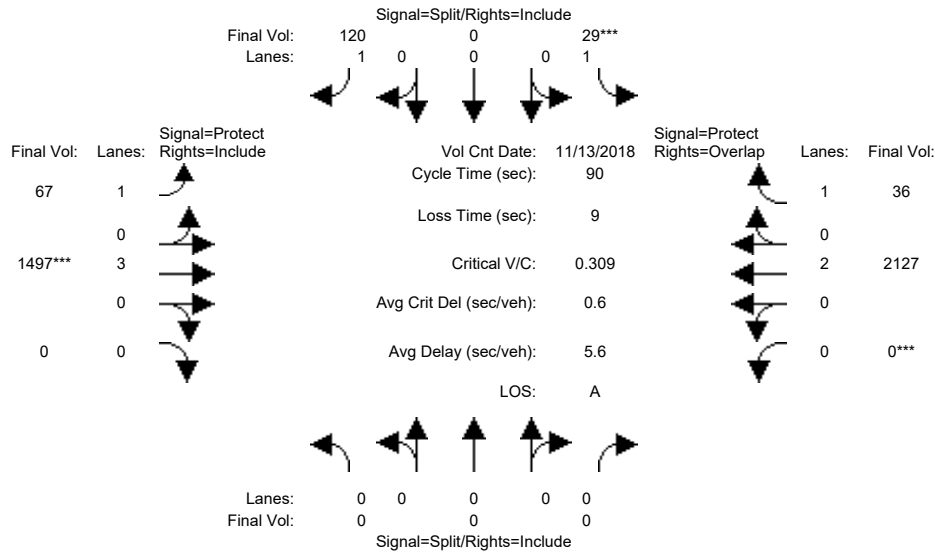 Signal=Split/Rights=Include
Final Vol: 120 0 29***
Lanes: 1 0 0 0 1
Signal=Protect Signal=Protect
Final Vol: Lanes: Rights=Include Vol Cnt Date: 11/13/2018 Rights=Overlap Lanes: Final Vol:
Cycle Time (sec): 90
67 1 1 36
Loss Time (sec): 9
0 0
1497*** 3 Critical V/C: 0.309 2 2127
0 Avg Crit Del (sec/veh): 0.6 0
0 0 Avg Delay (sec/veh): 5.6 0 0***
LOS: A
Lanes: 0 0 0 0 0
Final Vol: 0 0 0
Signal=Split/Rights=Include